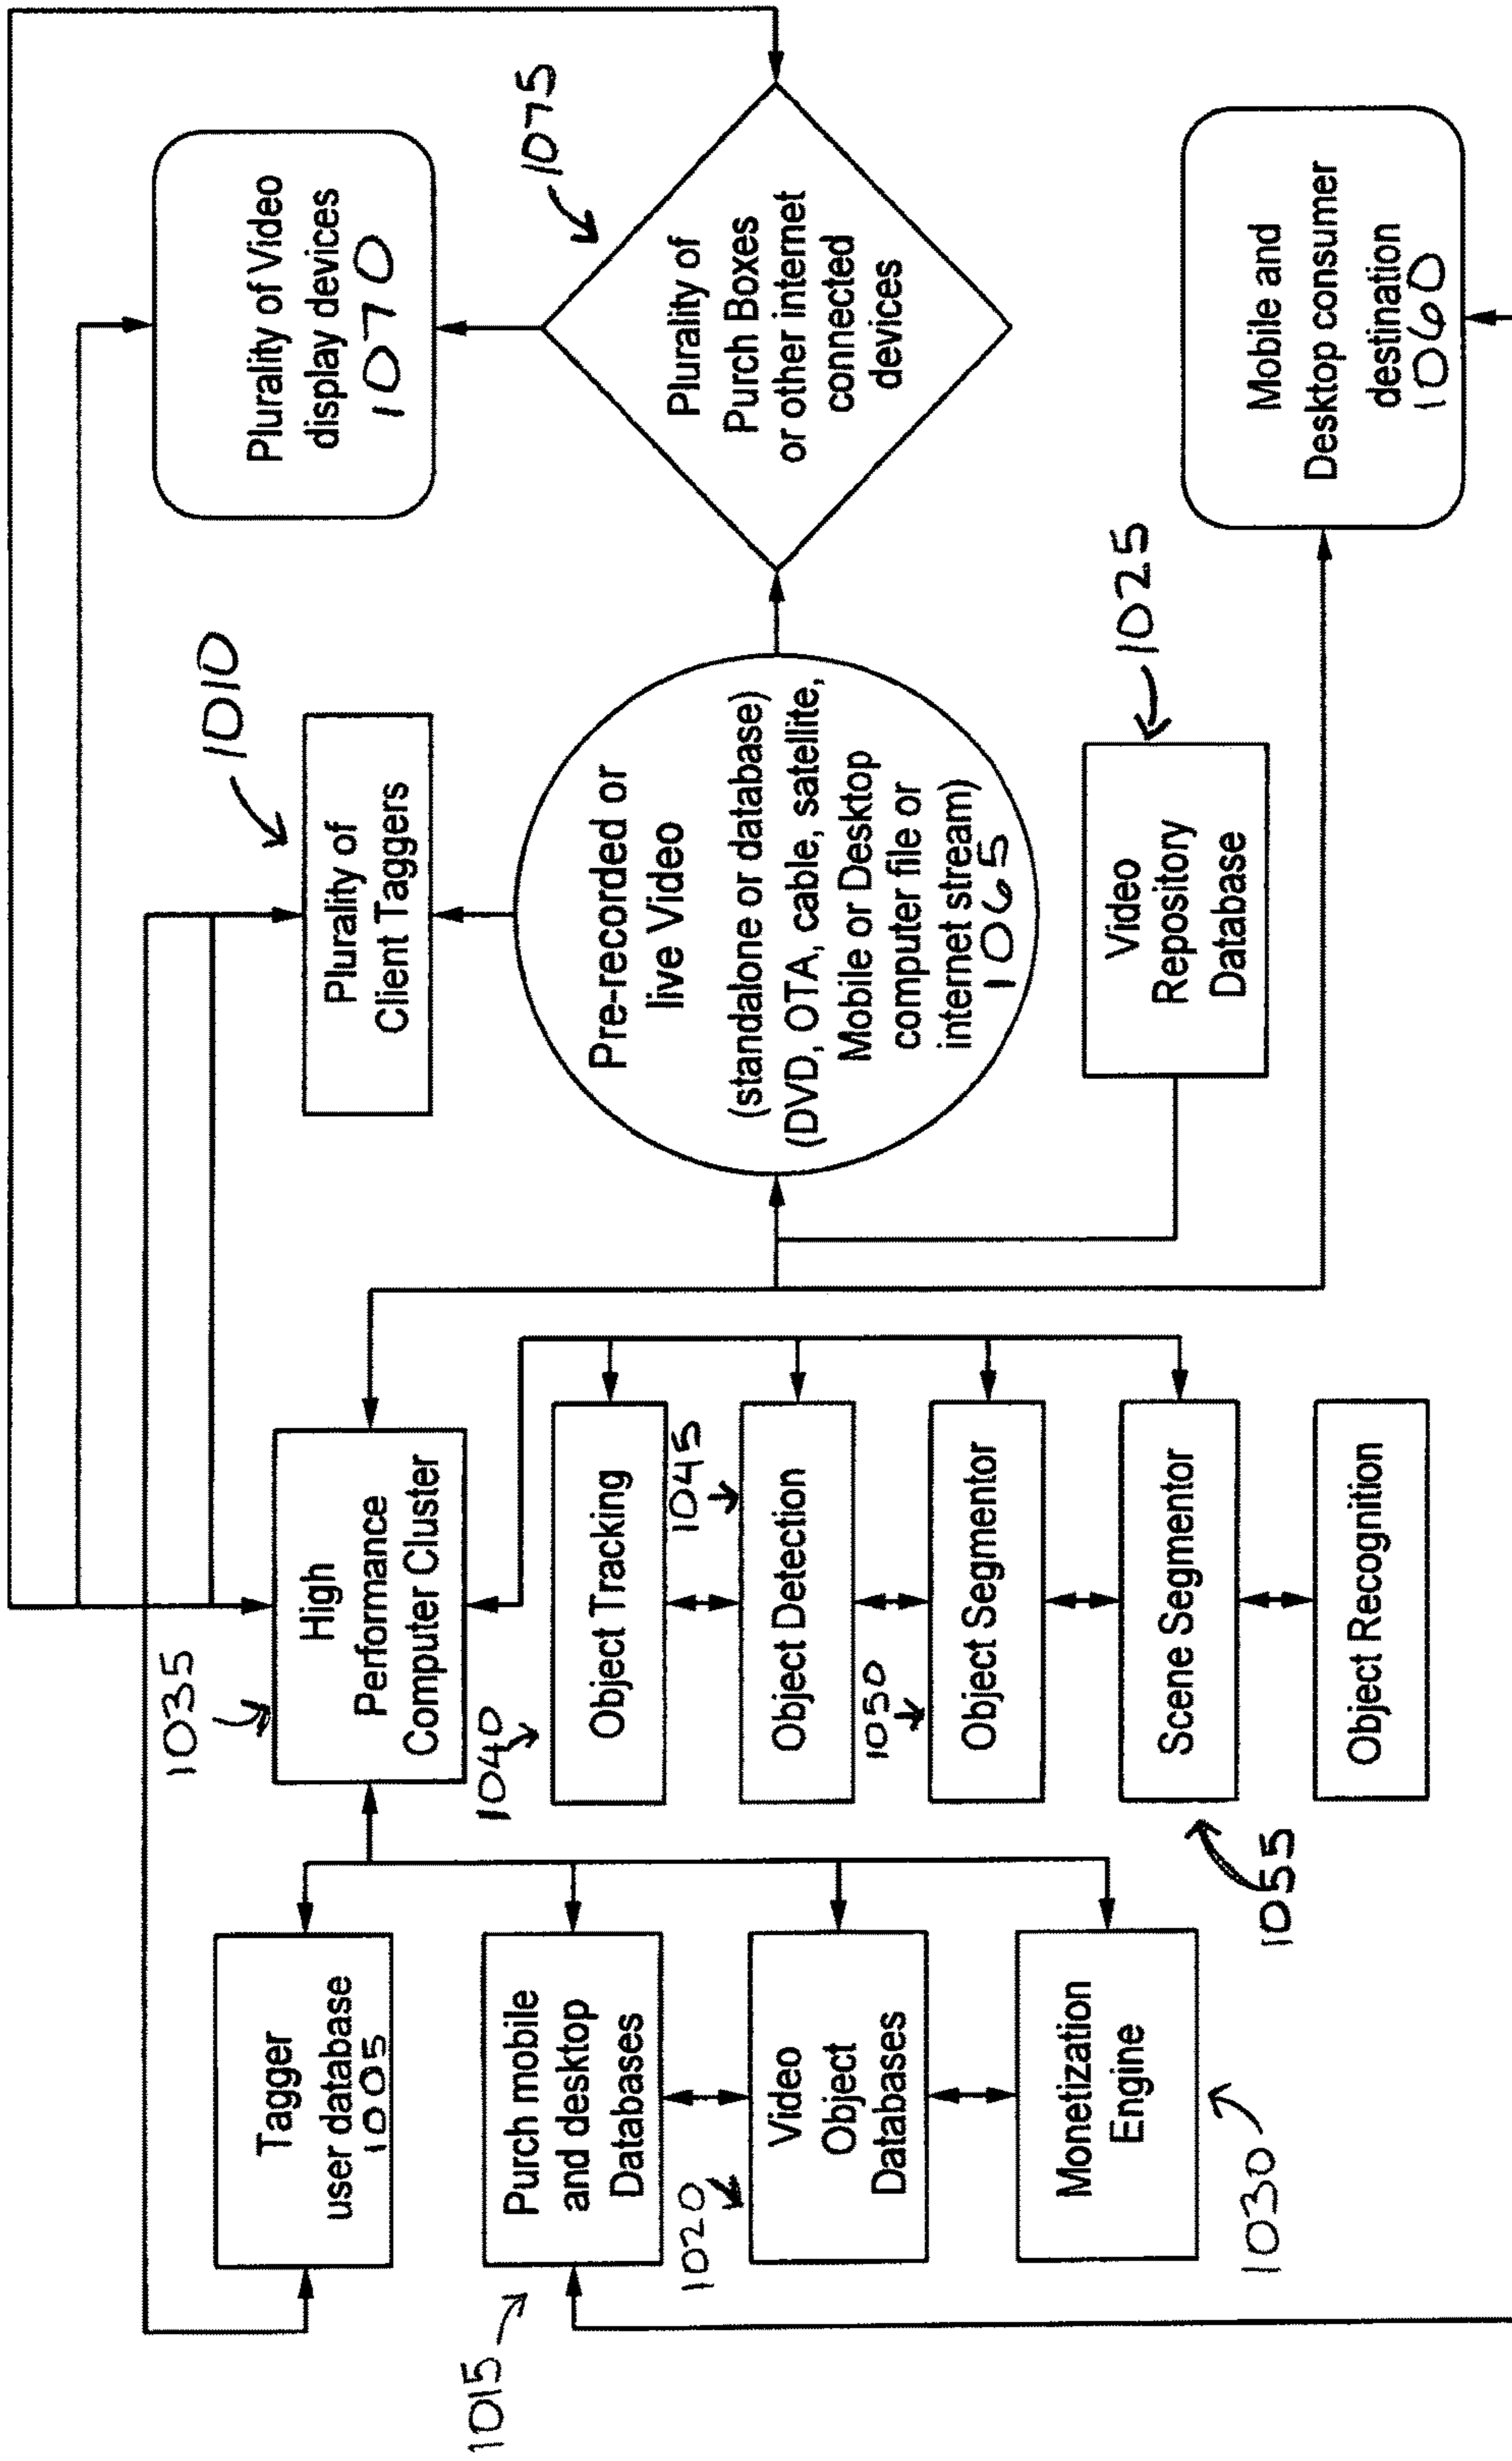 Tagger
user database
1005
1015
Purch mobile
and desktop
Databases
1020
Video
Object
Databases
Monetization
Engine
1030
1035
High
Performance
Computer Cluster
1040
Object Tracking
1045
Object Detection
1050
Object Segmentor
Scene Segmentor
1055
Object Recognition
1010
Plurality of
Client Taggers
Pre-recorded or
live Video
(standalone or database)
(DVD, OTA, cable, satellite,
Mobile or Desktop
computer file or
internet stream)
1065
Video
Repository
Database
1025
Plurality of Video
display devices
1070
1075
Plurality of
Purch Boxes
or other internet
connected
devices
Mobile and
Desktop consumer
destination
1060